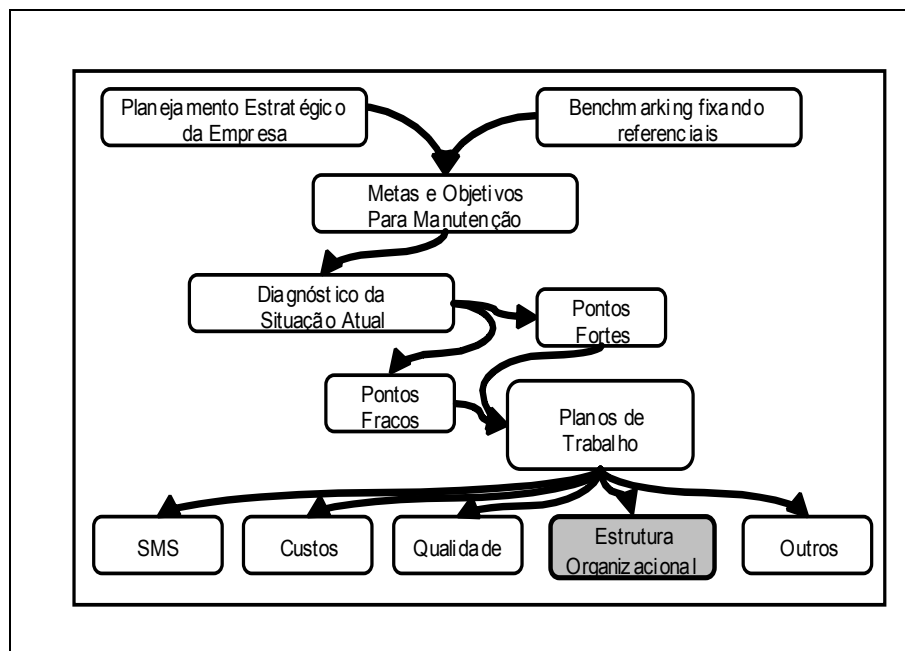 Planejamento Estratégico
da Empresa
Benchmarking fixando
referenciais
Metas e Objetivos
Para Manutenção
Diagnóstico da
Situação Atual
Pontos
Fortes
Pontos
Fracos
Planos de
Trabalho
SMS
Custos
Qualidade
Estrutura
Organizacional
Outros